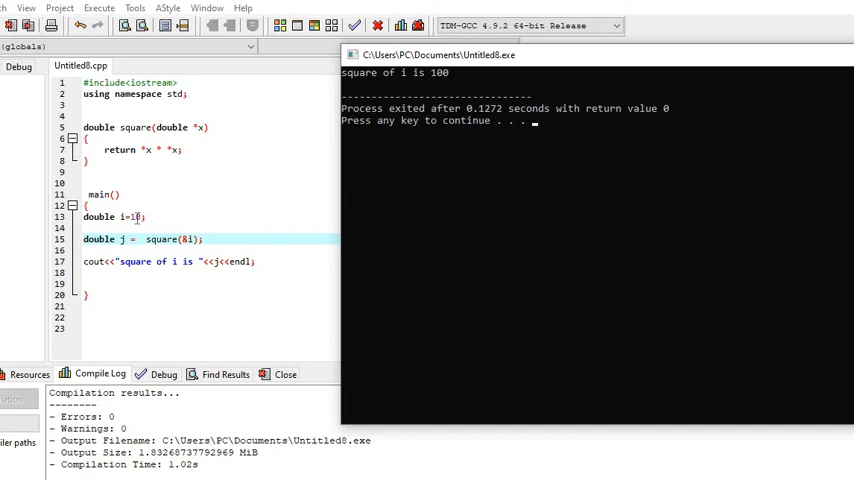 View Project Execute Tools AStyle Window Help
TDM-GCC 4.9.2 64-bit Release
(globals)
Debug
Untitled8.cpp
1 #include<iostream>
2 using namespace std;
3
4
5 double square(double *x)
6 {
7 return *x * *x;
8 }
9
10
11 main()
12 {
13 double i=10;
14
15 double j = square(&i);
16
17 cout<<"square of i is "<<j<<endl;
18
19
20 }
21
22
23
C:\Users\PC\Documents\Untitled8.exe
square of i is 100
--------------------------------
Process exited after 0.1272 seconds with return value 0
Press any key to continue . . .
Resources Compile Log Debug Find Results Close
Compilation results...
--------
- Errors: 0
- Warnings: 0
- Output Filename: C:\Users\PC\Documents\Untitled8.exe
- Output Size: 1.83268737792969 MiB
- Compilation Time: 1.02s